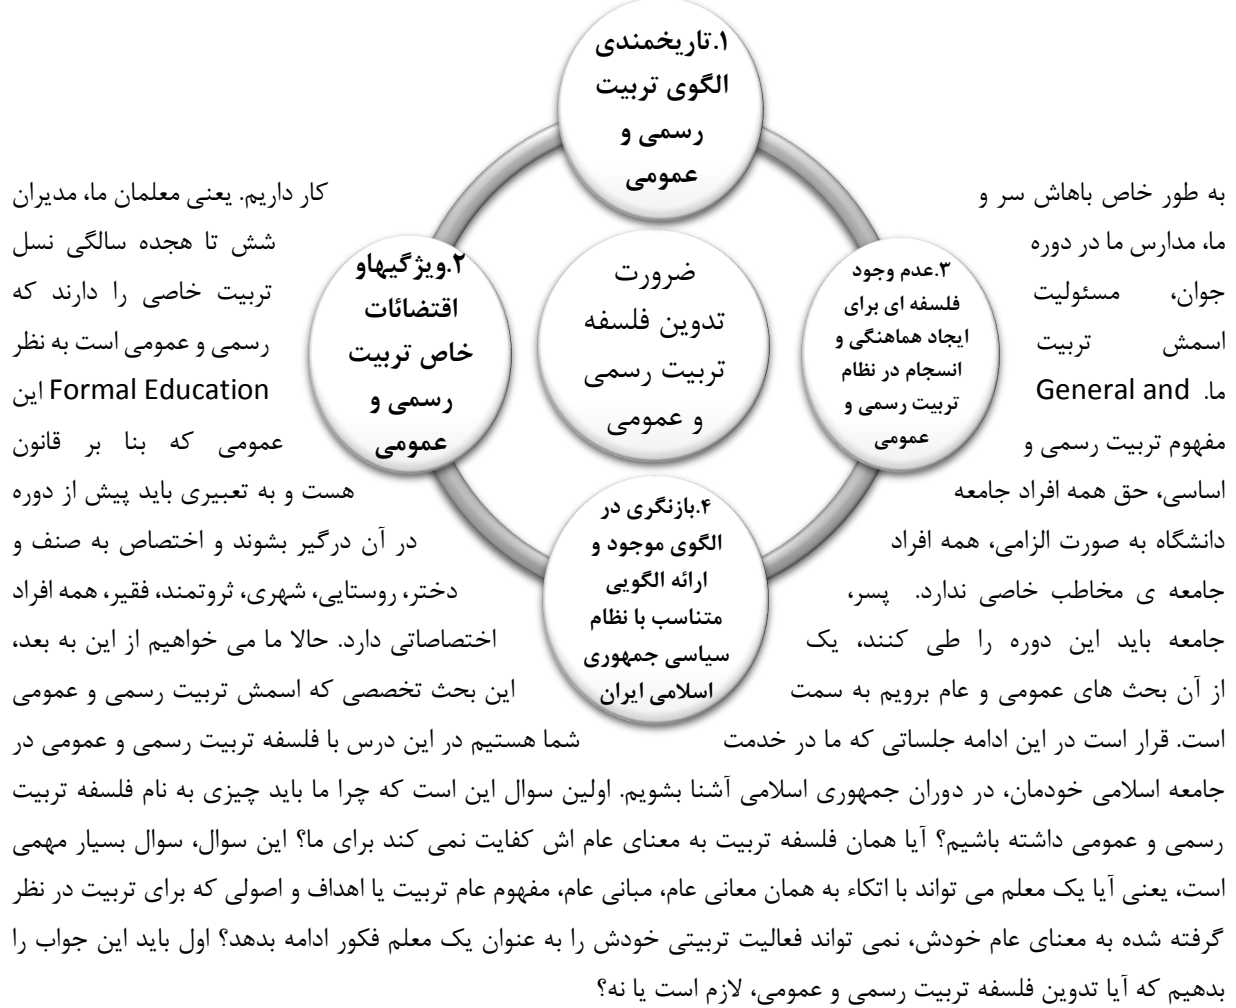 ۱.تاریخمندی
الگوی تربیت
رسمی و
عمومی
۲.ویژگیهاو
اقتضائات
خاص تربیت
رسمی و
عمومی
۳.عدم وجود
فلسفه ای برای
ایجاد هماهنگی و
انسجام در نظام
تربیت رسمی و
عمومی
۴.بازنگری در
الگوی موجود و
ارائه الگویی
متناسب با نظام
سیاسی جمهوری
اسلامی ایران
ضرورت
تدوین فلسفه
تربیت رسمی
و عمومی
به طور خاص باهاش سر و کار داریم. یعنی معلمان ما، مدیران
ما، مدارس ما در دوره شش تا هجده سالگی نسل
جوان، مسئولیت تربیت خاصی را دارند که
اسمش تربیت رسمی و عمومی است به نظر
ما. General and Formal Education این
مفهوم تربیت رسمی و عمومی که بنا بر قانون
اساسی، حق همه افراد جامعه هست و به تعبیری باید پیش از دوره
دانشگاه به صورت الزامی، همه افراد در آن درگیر بشوند و اختصاص به صنف و
جامعه ی مخاطب خاصی ندارد. پسر، دختر، روستایی، شهری، ثروتمند، فقیر، همه افراد
جامعه باید این دوره را طی کنند، یک اختصاصاتی دارد. حالا ما می خواهیم از این به بعد،
از آن بحث های عمومی و عام برویم به سمت این بحث تخصصی که اسمش تربیت رسمی و عمومی
است. قرار است در این ادامه جلساتی که ما در خدمت شما هستیم در این درس با فلسفه تربیت رسمی و عمومی در
جامعه اسلامی خودمان، در دوران جمهوری اسلامی آشنا بشویم. اولین سوال این است که چرا ما باید چیزی به نام فلسفه تربیت
رسمی و عمومی داشته باشیم؟ آیا همان فلسفه تربیت به معنای عام اش کفایت نمی کند برای ما؟ این سوال، سوال بسیار مهمی
است، یعنی آیا یک معلم می تواند با اتکاء به همان معانی عام، مبانی عام، مفهوم عام تربیت یا اهداف و اصولی که برای تربیت در نظر
گرفته شده به معنای عام خودش، نمی تواند فعالیت تربیتی خودش را به عنوان یک معلم فکور ادامه بدهد؟ اول باید این جواب را
بدهیم که آیا تدوین فلسفه تربیت رسمی و عمومی، لازم است یا نه؟